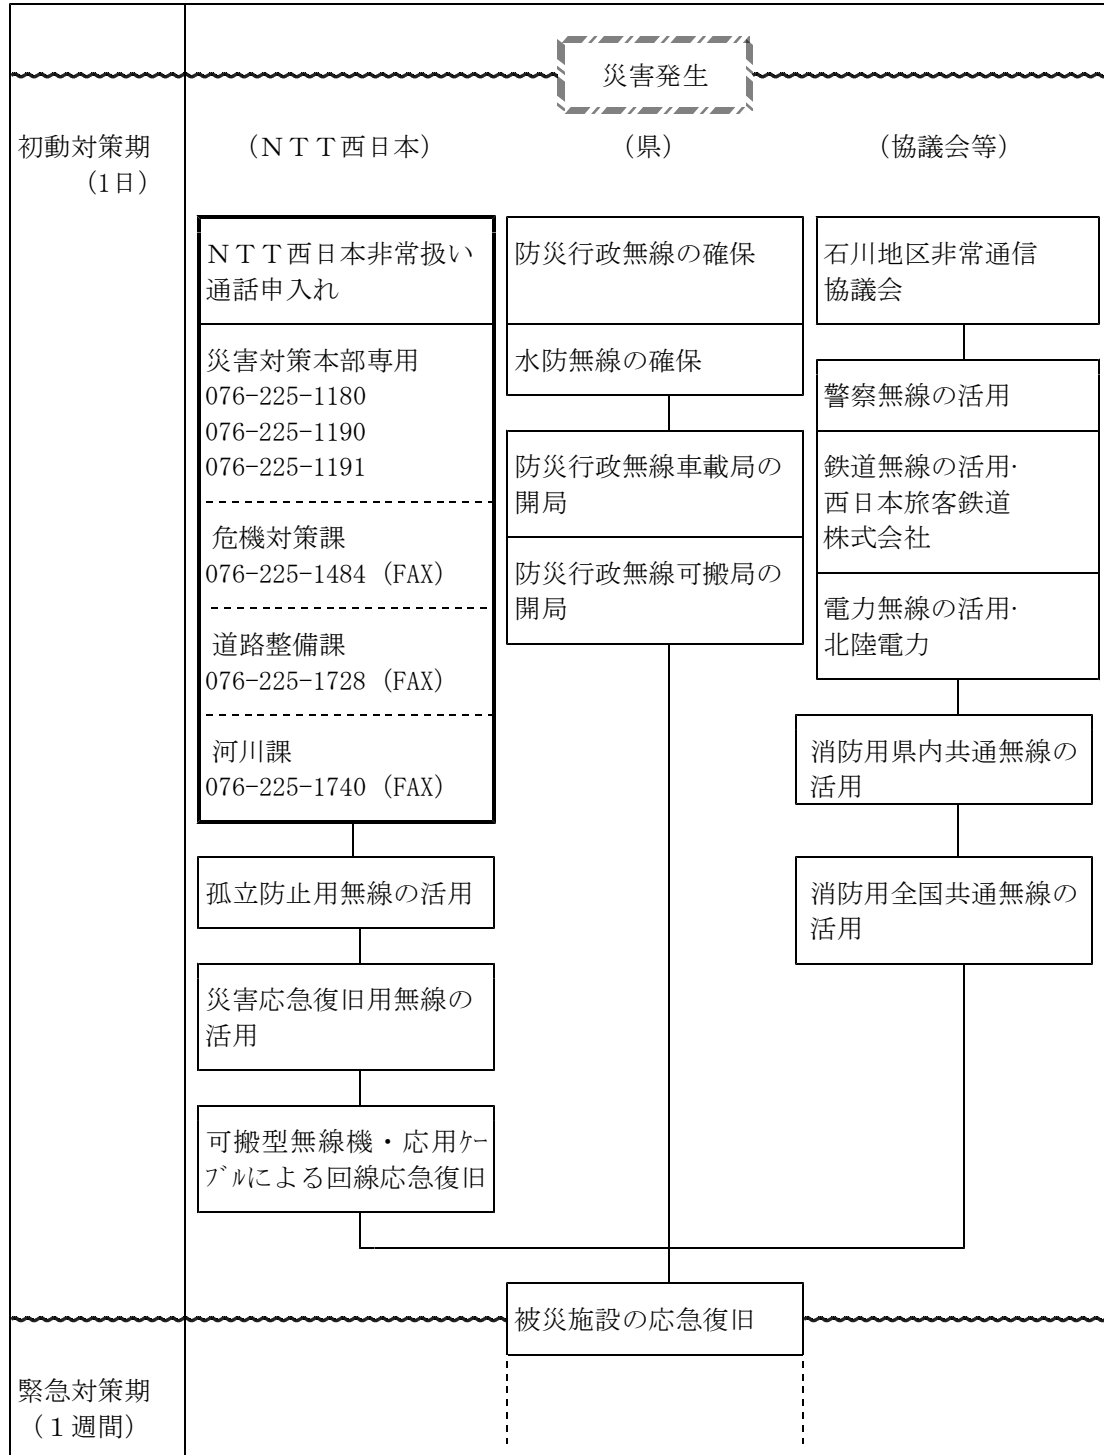 災害発生
初動対策期
(1日)
(ＮＴＴ西日本)
(県)
(協議会等)
ＮＴＴ西日本非常扱い
通話申入れ
災害対策本部専用
076-225-1180
076-225-1190
076-225-1191
危機対策課
076-225-1484 (FAX)
道路整備課
076-225-1728 (FAX)
河川課
076-225-1740 (FAX)
孤立防止用無線の活用
災害応急復旧用無線の
活用
可搬型無線機・応用ｹｰ
ﾌﾞﾙによる回線応急復旧
防災行政無線の確保
水防無線の確保
防災行政無線車載局の
開局
防災行政無線可搬局の
開局
石川地区非常通信
協議会
警察無線の活用
鉄道無線の活用･
西日本旅客鉄道
株式会社
電力無線の活用･
北陸電力
消防用県内共通無線の
活用
消防用全国共通無線の
活用
被災施設の応急復旧
緊急対策期
(１週間)